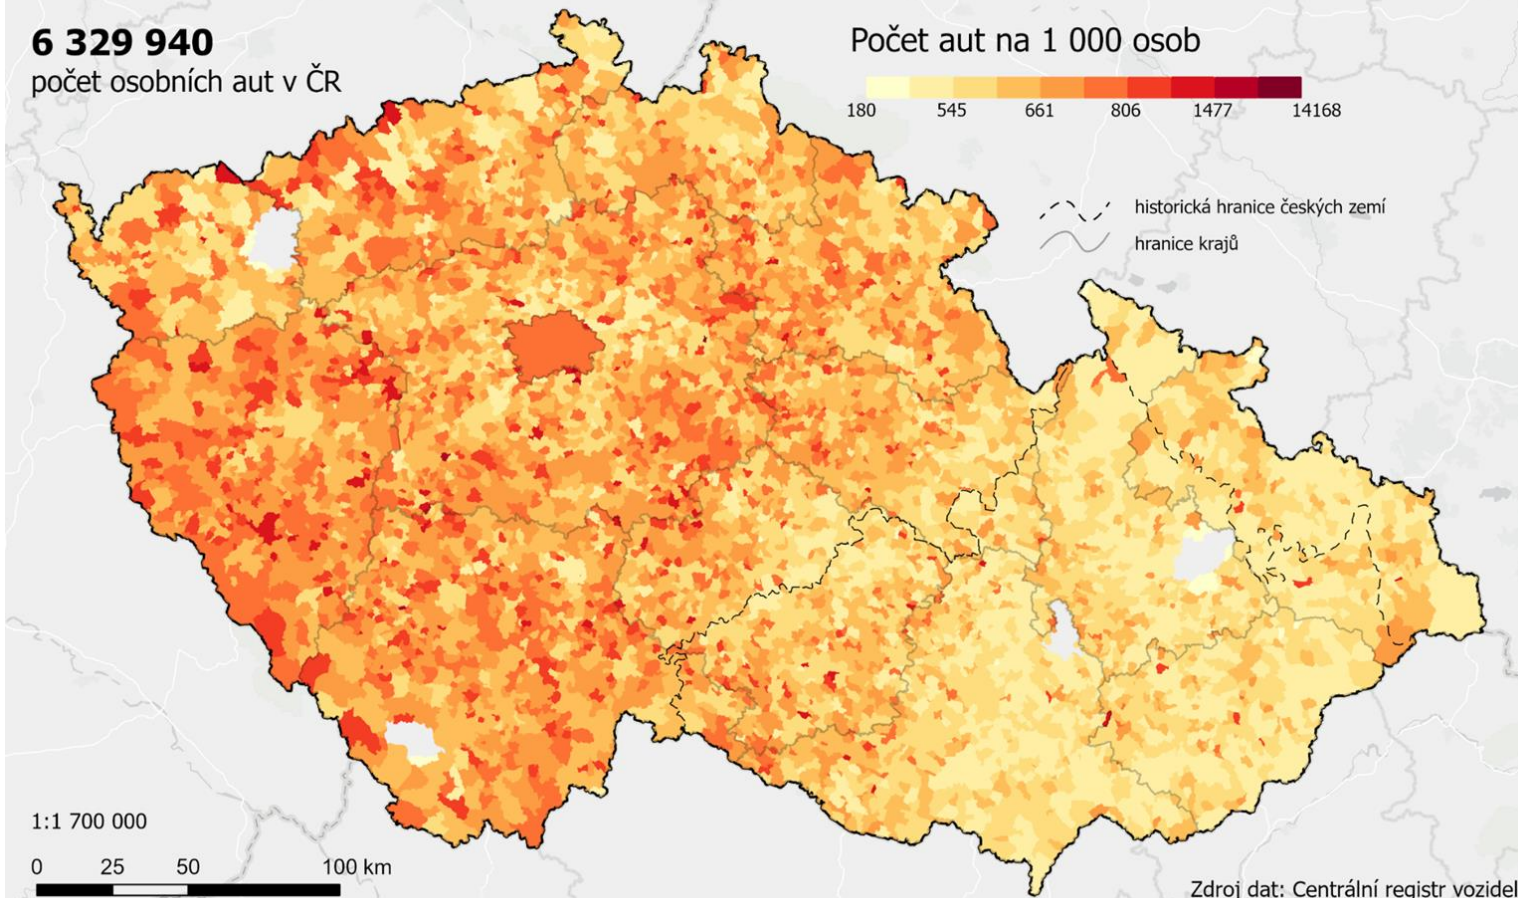 6 329 940
počet osobních aut v ČR
Počet aut na 1 000 osob
180 545 661 806 1477 14168
historická hranice českých zemí
hranice krajů
1:1 700 000
0 25 50 100 km
Zdroj dat: Centrální registr vozidel